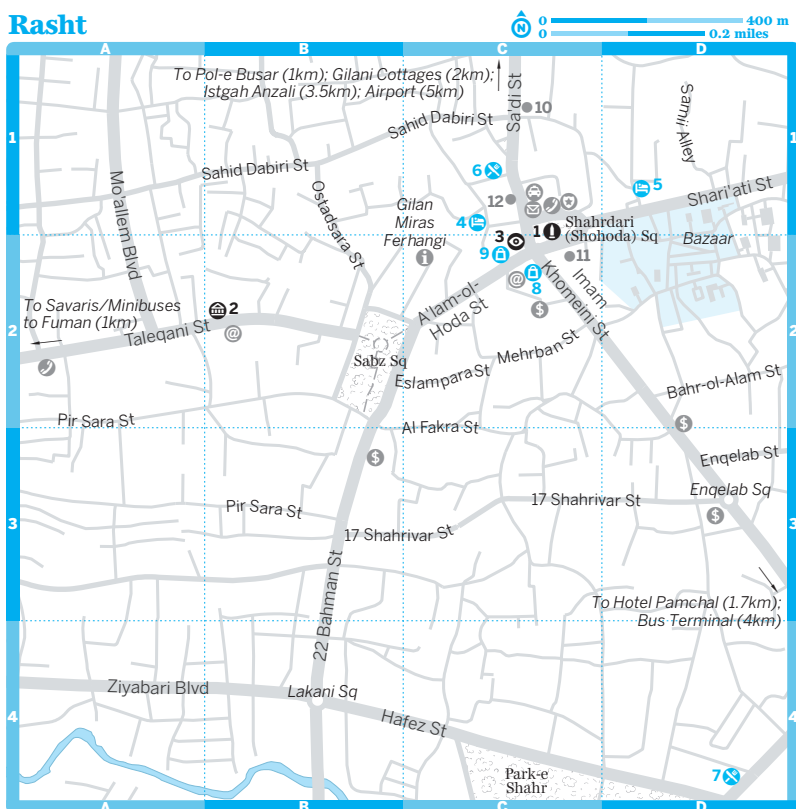 Rasht
N
0 400 m
0 0.2 miles
A B C D
To Pol-e Busar (1km); Gilani Cottages (2km);
Istgah Anzali (3.5km); Airport (5km)
Sa'di St
10
Samir Alley
1
1
Sahid Dabiri St
Sahid Dabiri St
Mo'allem Blvd
Ostadsara St
6
5
Shari'ati St
12
Gilan
Miras
Ferhangi
4
3
1
Shahrdari
(Shohoda) Sq
Bazaar
9
11
8
@
i
$
Imam
Khomeini St
A'lam-ol-
Hoda St
To Savaris/Minibuses
to Fuman (1km)
2
@
Taleqani St
2
2
Sabz Sq
Mehrban St
Eslampara St
Bahr-ol-Alam St
Pir Sara St
Al Fakra St
$
$
Enqelab St
Enqelab Sq
Pir Sara St
17 Shahrivar St
17 Shahrivar St
$
3
3
22 Bahman St
To Hotel Pamchal (1.7km);
Bus Terminal (4km)
Ziyabari Blvd
Lakani Sq
Hafez St
4
4
Park-e
Shahr
7
A B C D